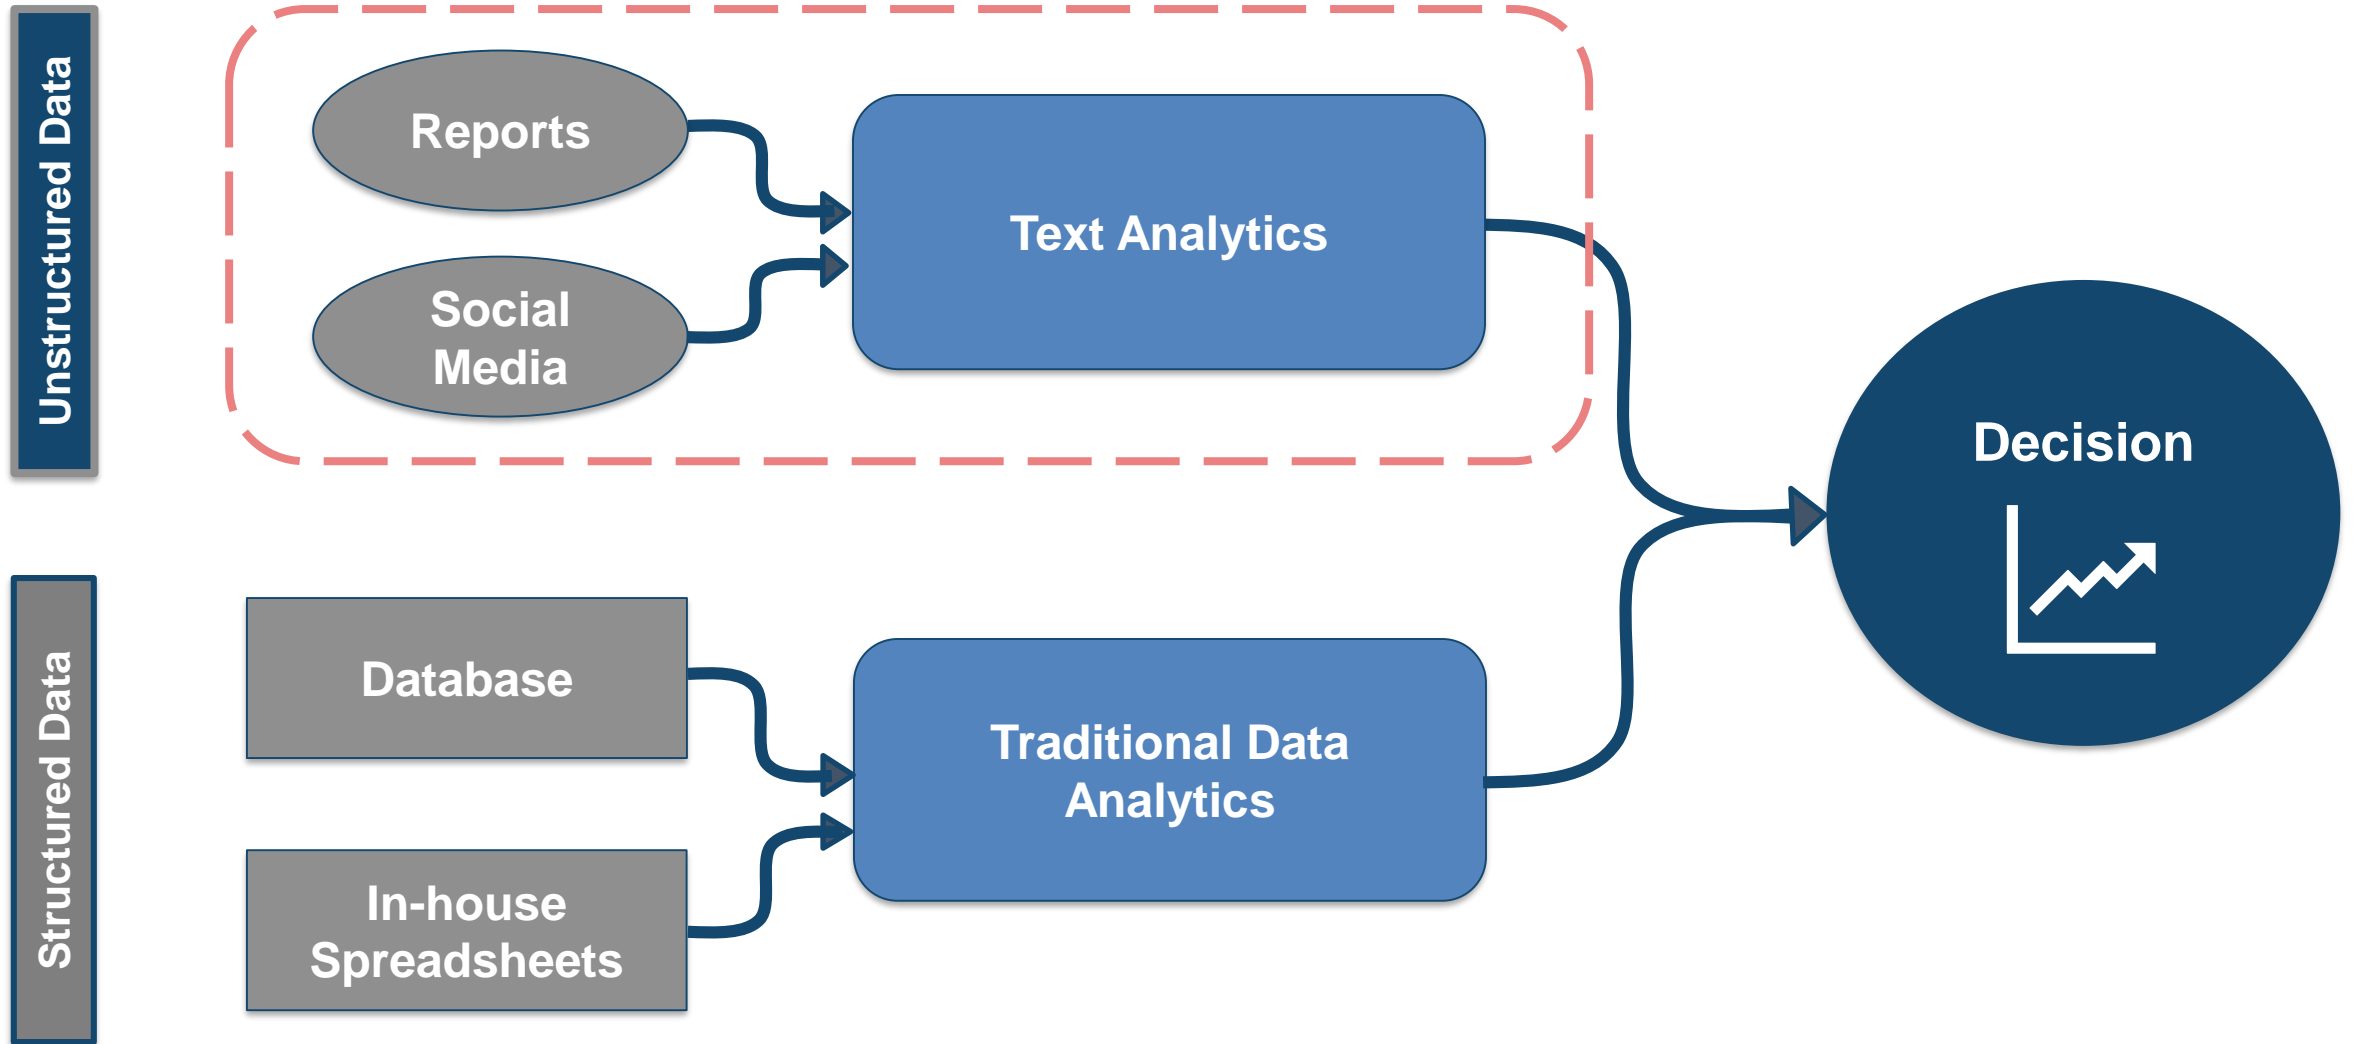 Unstructured Data
Reports
Social
Media
Text Analytics
Decision
Structured Data
Database
In-house
Spreadsheets
Traditional Data
Analytics